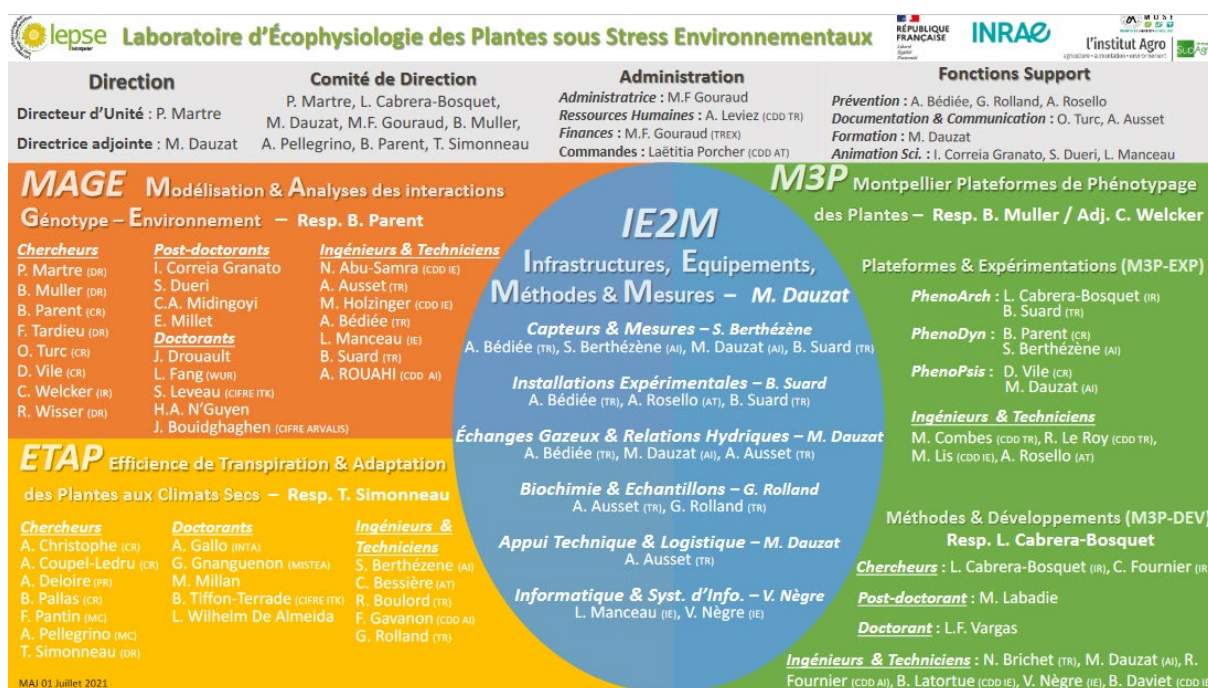 lepse
Montpellier
Laboratoire d'Écophysiologie des Plantes sous Stress Environnementaux
RÉPUBLIQUE
FRANÇAISE
Liberté
Égalité
Fraternité
INRAE
MUSE
l'institut Agro
agriculture • alimentation • environnement
SupAgro
Direction
Directeur d'Unité : P. Martre
Directrice adjointe : M. Dauzat
Comité de Direction
P. Martre, L. Cabrera-Bosquet,
M. Dauzat, M.F. Gouraud, B. Muller,
A. Pellegrino, B. Parent, T. Simonneau
Administration
Administratrice : M.F Gouraud
Ressources Humaines : A. Leviez (CDD TR)
Finances : M.F. Gouraud (TREX)
Commandes : Laëtitia Porcher (CDD AT)
Fonctions Support
Prévention : A. Bédiée, G. Rolland, A. Rosello
Documentation & Communication : O. Turc, A. Ausset
Formation : M. Dauzat
Animation Sci. : I. Correia Granato, S. Dueri, L. Manceau
MAGE Modélisation & Analyses des interactions
Génotype – Environnement – Resp. B. Parent
Chercheurs
P. Martre (DR)
B. Muller (DR)
B. Parent (CR)
F. Tardieu (DR)
O. Turc (CR)
D. Vile (CR)
C. Welcker (IR)
R. Wisser (DR)
Post-doctorants
I. Correia Granato
S. Dueri
C.A. Midingoyi
E. Millet
Doctorants
J. Drouault
L. Fang (WUR)
S. Leveau (CIFRE ITK)
H.A. N'Guyen
J. Bouidghaghen (CIFRE ARVALIS)
Ingénieurs & Techniciens
N. Abu-Samra (CDD IE)
A. Ausset (TR)
M. Holzinger (CDD IE)
A. Bédiée (TR)
L. Manceau (IE)
B. Suard (TR)
A. ROUAHI (CDD AI)
ETAP Efficience de Transpiration & Adaptation
des Plantes aux Climats Secs – Resp. T. Simonneau
Chercheurs
A. Christophe (CR)
A. Coupel-Ledru (CR)
A. Deloire (PR)
B. Pallas (CR)
F. Pantin (MC)
A. Pellegrino (MC)
T. Simonneau (DR)
Doctorants
A. Gallo (INTA)
G. Gnanguenon (MISTEA)
M. Millan
B. Tiffon-Terrade (CIFRE ITK)
L. Wilhelm De Almeida
Ingénieurs &
Techniciens
S. Berthézene (AI)
C. Bessière (AT)
R. Boulord (TR)
F. Gavanon (CDD AI)
G. Rolland (TR)
MAJ 01 Juillet 2021
IE2M
Infrastructures, Equipements,
Méthodes & Mesures – M. Dauzat
Capteurs & Mesures – S. Berthézène
A. Bédiée (TR), S. Berthézène (AI), M. Dauzat (AI), B. Suard (TR)
Installations Expérimentales – B. Suard
A. Bédiée (TR), A. Rosello (AT), B. Suard (TR)
Échanges Gazeux & Relations Hydriques – M. Dauzat
A. Bédiée (TR), M. Dauzat (AI), A. Ausset (TR)
Biochimie & Echantillons – G. Rolland
A. Ausset (TR), G. Rolland (TR)
Appui Technique & Logistique – M. Dauzat
A. Ausset (TR)
Informatique & Syst. d'Info. – V. Nègre
L. Manceau (IE), V. Nègre (IE)
M3P Montpellier Plateformes de Phénotypage
des Plantes – Resp. B. Muller / Adj. C. Welcker
Plateformes & Expérimentations (M3P-EXP)
PhenoArch : L. Cabrera-Bosquet (IR)
B. Suard (TR)
PhenoDyn : B. Parent (CR)
S. Berthézène (AI)
PhenoPsis : D. Vile (CR)
M. Dauzat (AI)
Ingénieurs & Techniciens
M. Combes (CDD TR), R. Le Roy (CDD TR),
M. Lis (CDD IE), A. Rosello (AT)
Méthodes & Développements (M3P-DEV)
Resp. L. Cabrera-Bosquet
Chercheurs : L. Cabrera-Bosquet (IR), C. Fournier (IR
Post-doctorant : M. Labadie
Doctorant : L.F. Vargas
Ingénieurs & Techniciens : N. Brichet (TR), M. Dauzat (AI), R.
Fournier (CDD AI), B. Latortue (CDD IE), V. Nègre (IE), B. Daviet (CDD IE